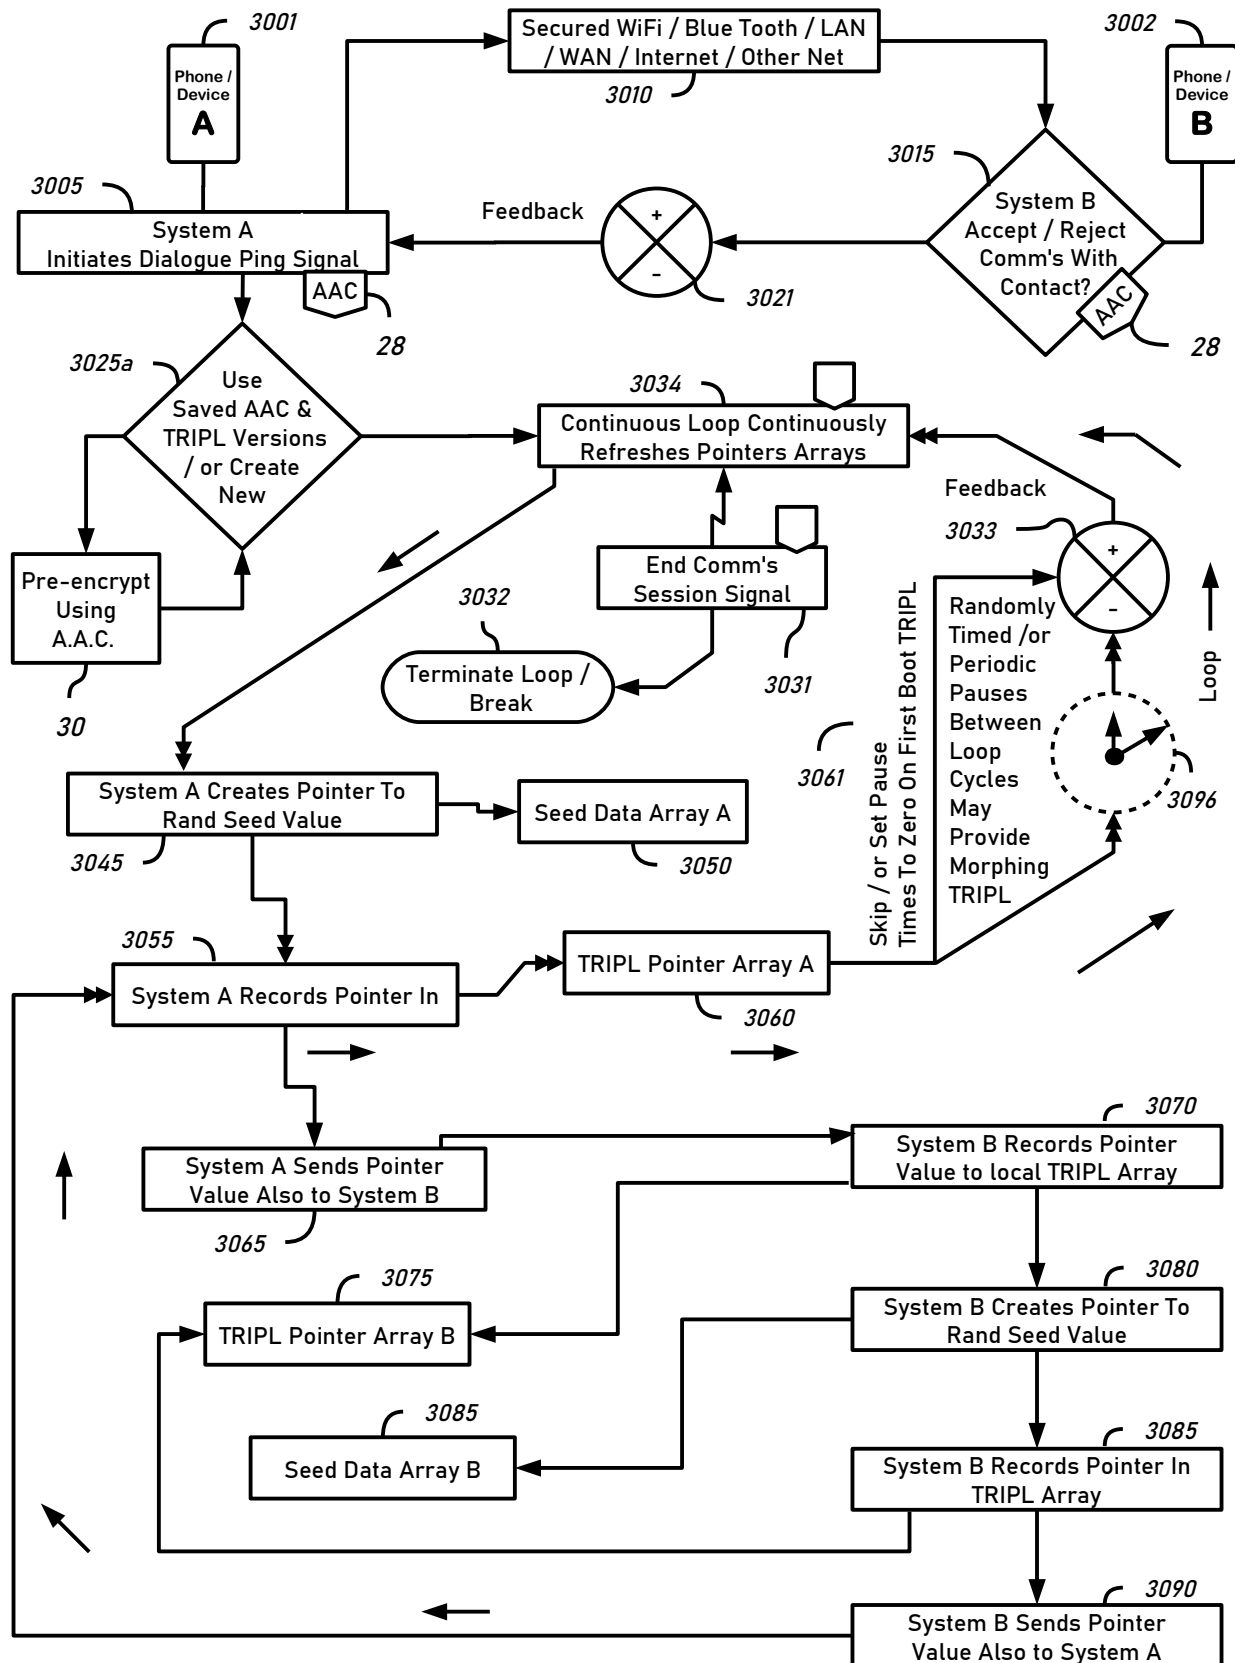 3001
Phone /
Device
A
Secured WiFi / Blue Tooth / LAN
/ WAN / Internet / Other Net
3010
3002
Phone /
Device
B
3005
System A
Initiates Dialogue Ping Signal
AAC
28
Feedback
+
-
3021
3015
System B
Accept / Reject
Comm's With
Contact?
AAC
28
3025a
Use
Saved AAC &
TRIPL Versions
/ or Create
New
3034
Continuous Loop Continuously
Refreshes Pointers Arrays
Pre-encrypt
Using
A.A.C.
30
End Comm's
Session Signal
3031
3032
Terminate Loop /
Break
Feedback
3033
+
-
Randomly
Timed /or
Periodic
Pauses
Between
Loop
Cycles
May
Provide
Morphing
TRIPL
Loop
3096
3061
Skip / or Set Pause
Times To Zero On First Boot TRIPL
System A Creates Pointer To
Rand Seed Value
3045
Seed Data Array A
3050
3055
System A Records Pointer In
TRIPL Pointer Array A
3060
System A Sends Pointer
Value Also to System B
3065
3070
System B Records Pointer
Value to local TRIPL Array
3075
TRIPL Pointer Array B
3080
System B Creates Pointer To
Rand Seed Value
3085
Seed Data Array B
3085
System B Records Pointer In
TRIPL Array
3090
System B Sends Pointer
Value Also to System A